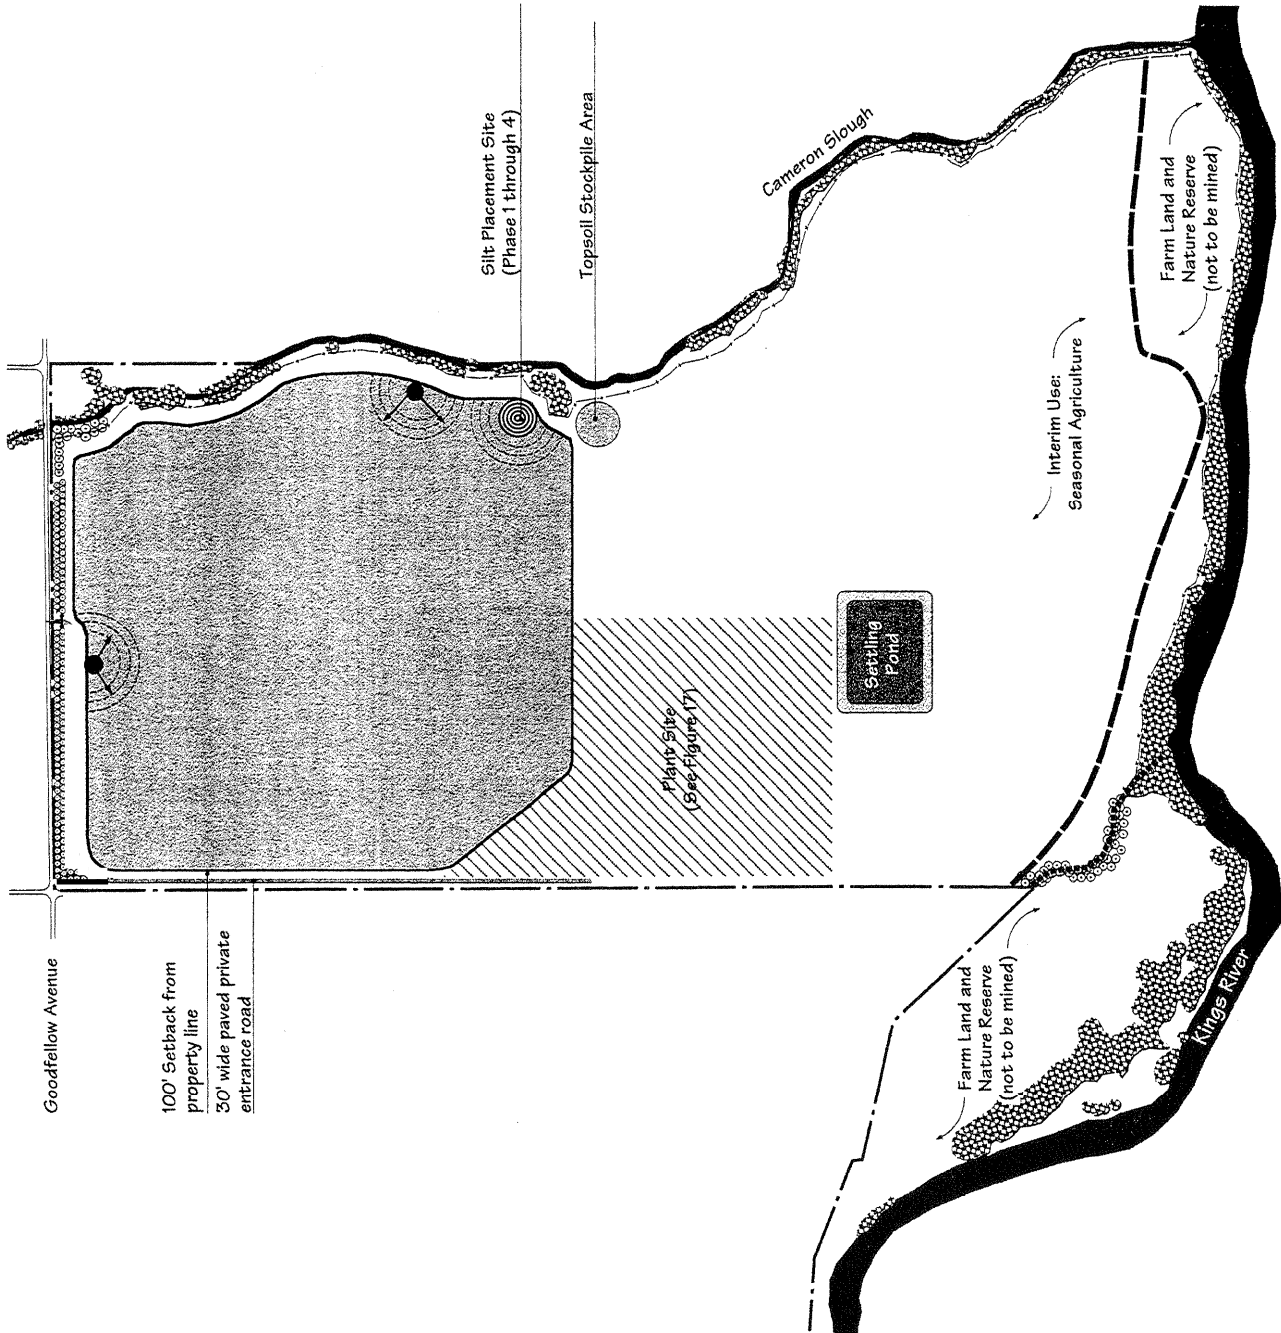 Goodfellow Avenue
100' Setback from
property line
30' wide paved private
entrance road
Silt Placement Site
(Phase 1 through 4)
Topsoil Stockpile Area
Cameron Slough
Plant Site
(See Figure 17)
Settling
Pond
Interim Use:
Seasonal Agriculture
Farm Land and
Nature Reserve
(not to be mined)
Farm Land and
Nature Reserve
(not to be mined)
Kings River